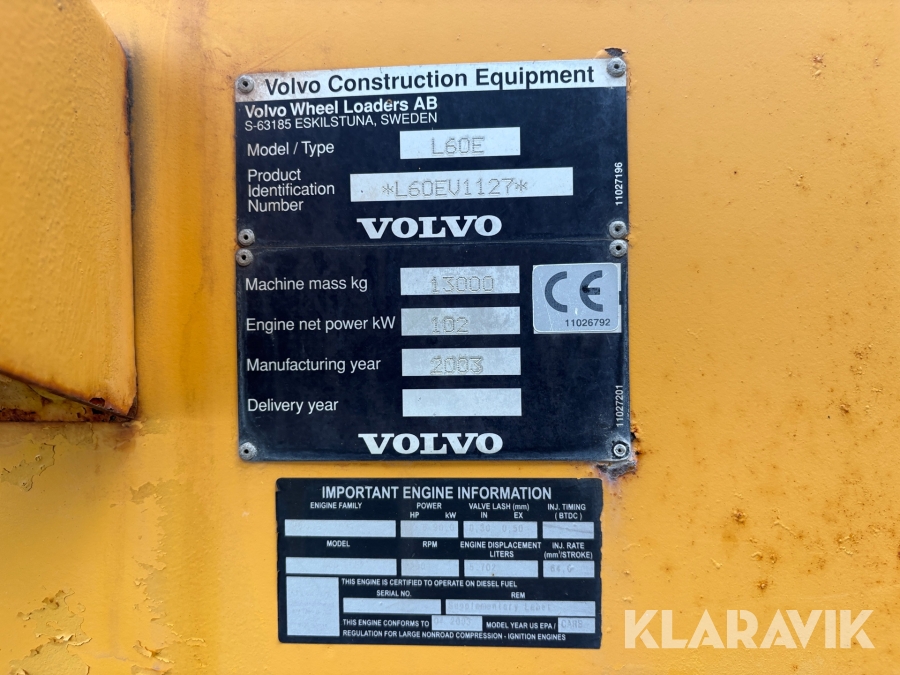 Volvo Construction Equipment
Volvo Wheel Loaders AB
S-63185 ESKILSTUNA, SWEDEN
Model / Type L60E
Product Identification Number *L60EV1127*
11027196
VOLVO
Machine mass kg 13000
Engine net power kW 102
Manufacturing year 2003
Delivery year
CE
11026792
11027201
VOLVO
IMPORTANT ENGINE INFORMATION
ENGINE FAMILY POWER VALVE LASH (mm) INJ. TIMING
HP kW IN EX (BTDC)
MODEL RPM ENGINE DISPLACEMENT INJ. RATE
LITERS (mm³/STROKE)
THIS ENGINE IS CERTIFIED TO OPERATE ON DIESEL FUEL
SERIAL NO. REM
Supplementary Label
THIS ENGINE CONFORMS TO MODEL YEAR US EPA / CARB
REGULATION FOR LARGE NONROAD COMPRESSION - IGNITION ENGINES
KLARAVIK